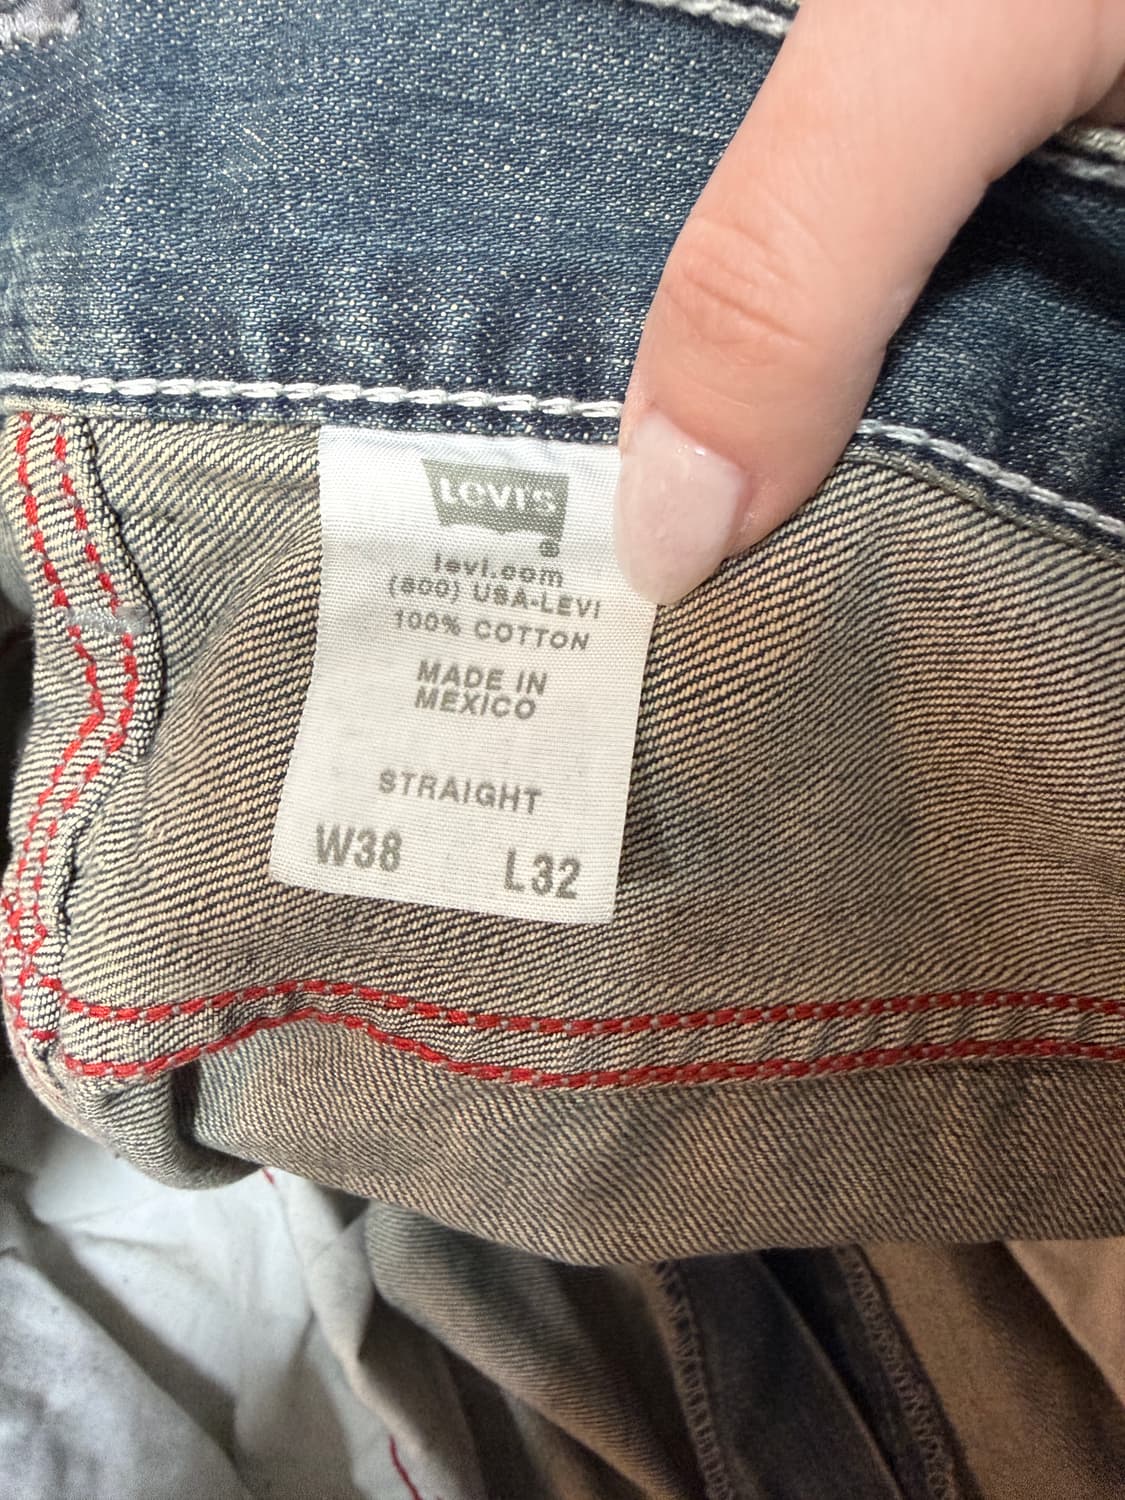 LEVI'S
®
levi.com
(800) USA-LEVI
100% COTTON
MADE IN
MEXICO
STRAIGHT
W38 L32